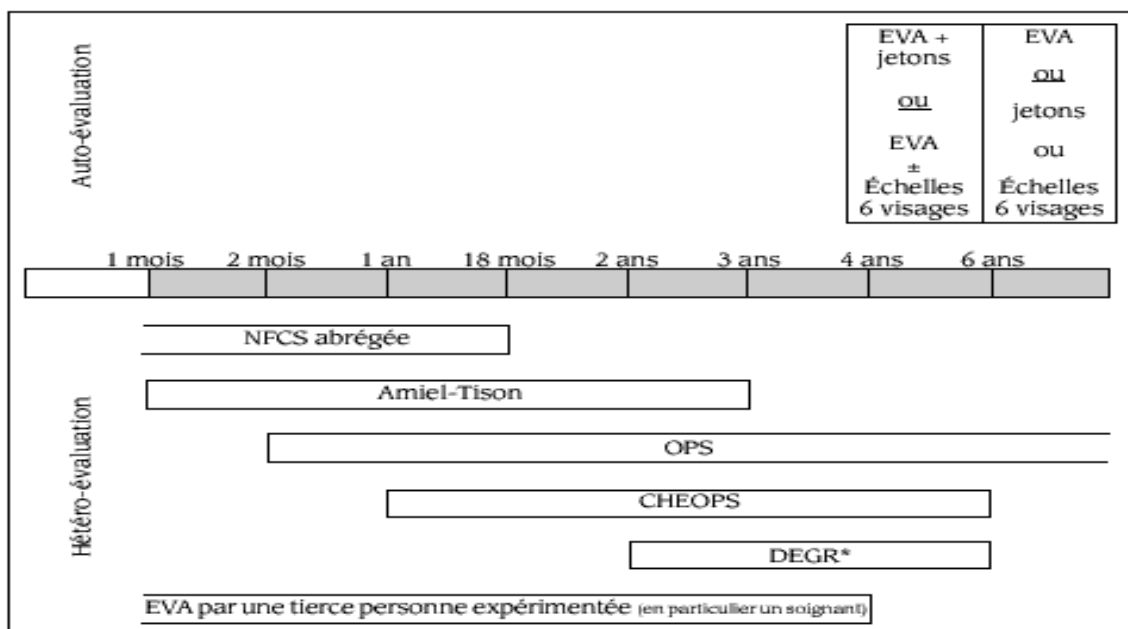 Auto-évaluation
EVA +
jetons
ou
EVA
±
Échelles
6 visages
EVA
ou
jetons
ou
Échelles
6 visages
1 mois 2 mois 1 an 18 mois 2 ans 3 ans 4 ans 6 ans
Hétéro-évaluation
NFCS abrégée
Amiel-Tison
OPS
CHEOPS
DEGR*
EVA par une tierce personne expérimentée (en particulier un soignant)